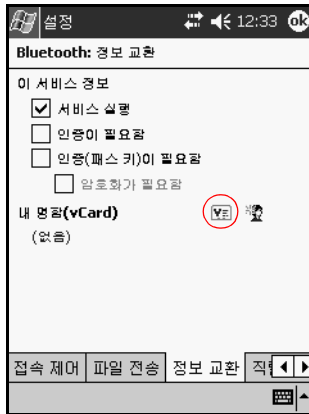 설정 12:33 ok
Bluetooth: 정보 교환
이 서비스 정보
서비스 실행
인증이 필요함
인증(패스 키)이 필요함
암호화가 필요함
내 명함(vCard)
(없음)
접속 제어 파일 전송 정보 교환